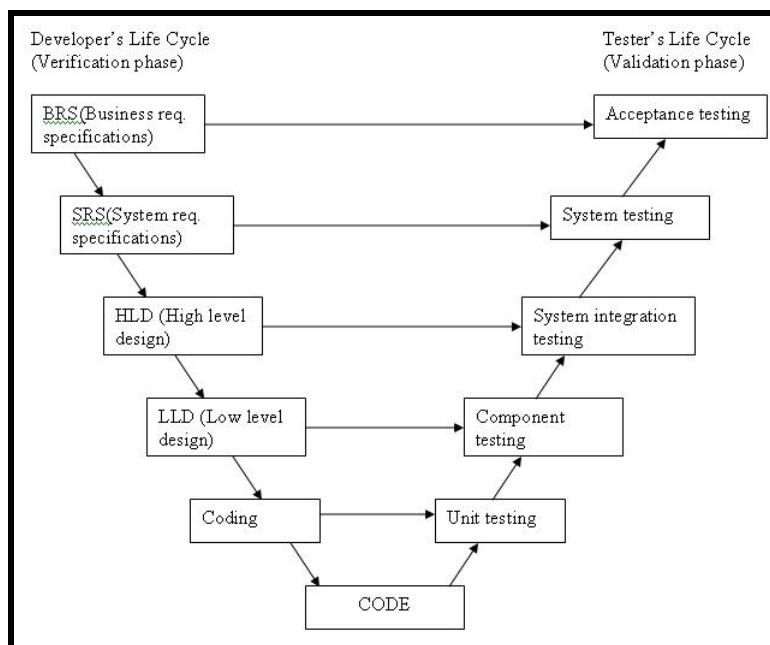 Developer's Life Cycle
(Verification phase)
Tester's Life Cycle
(Validation phase)
BRS(Business req.
specifications)
Acceptance testing
SRS(System req.
specifications)
System testing
HLD (High level
design)
System integration
testing
LLD (Low level
design)
Component
testing
Coding
Unit testing
CODE